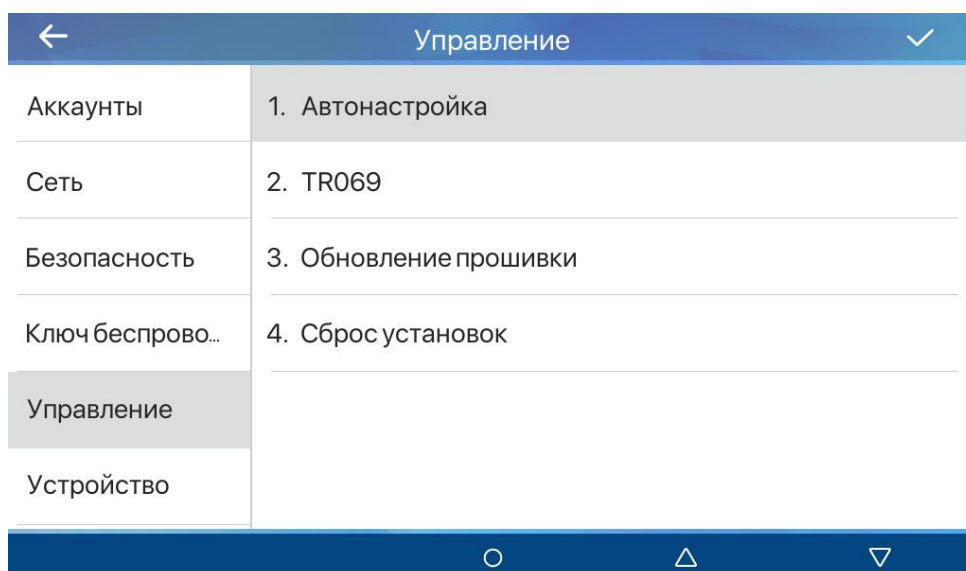 Управление
Аккаунты
Сеть
Безопасность
Ключ беспрово...
Управление
Устройство
1. Автонастройка
2. TR069
3. Обновление прошивки
4. Сброс установок